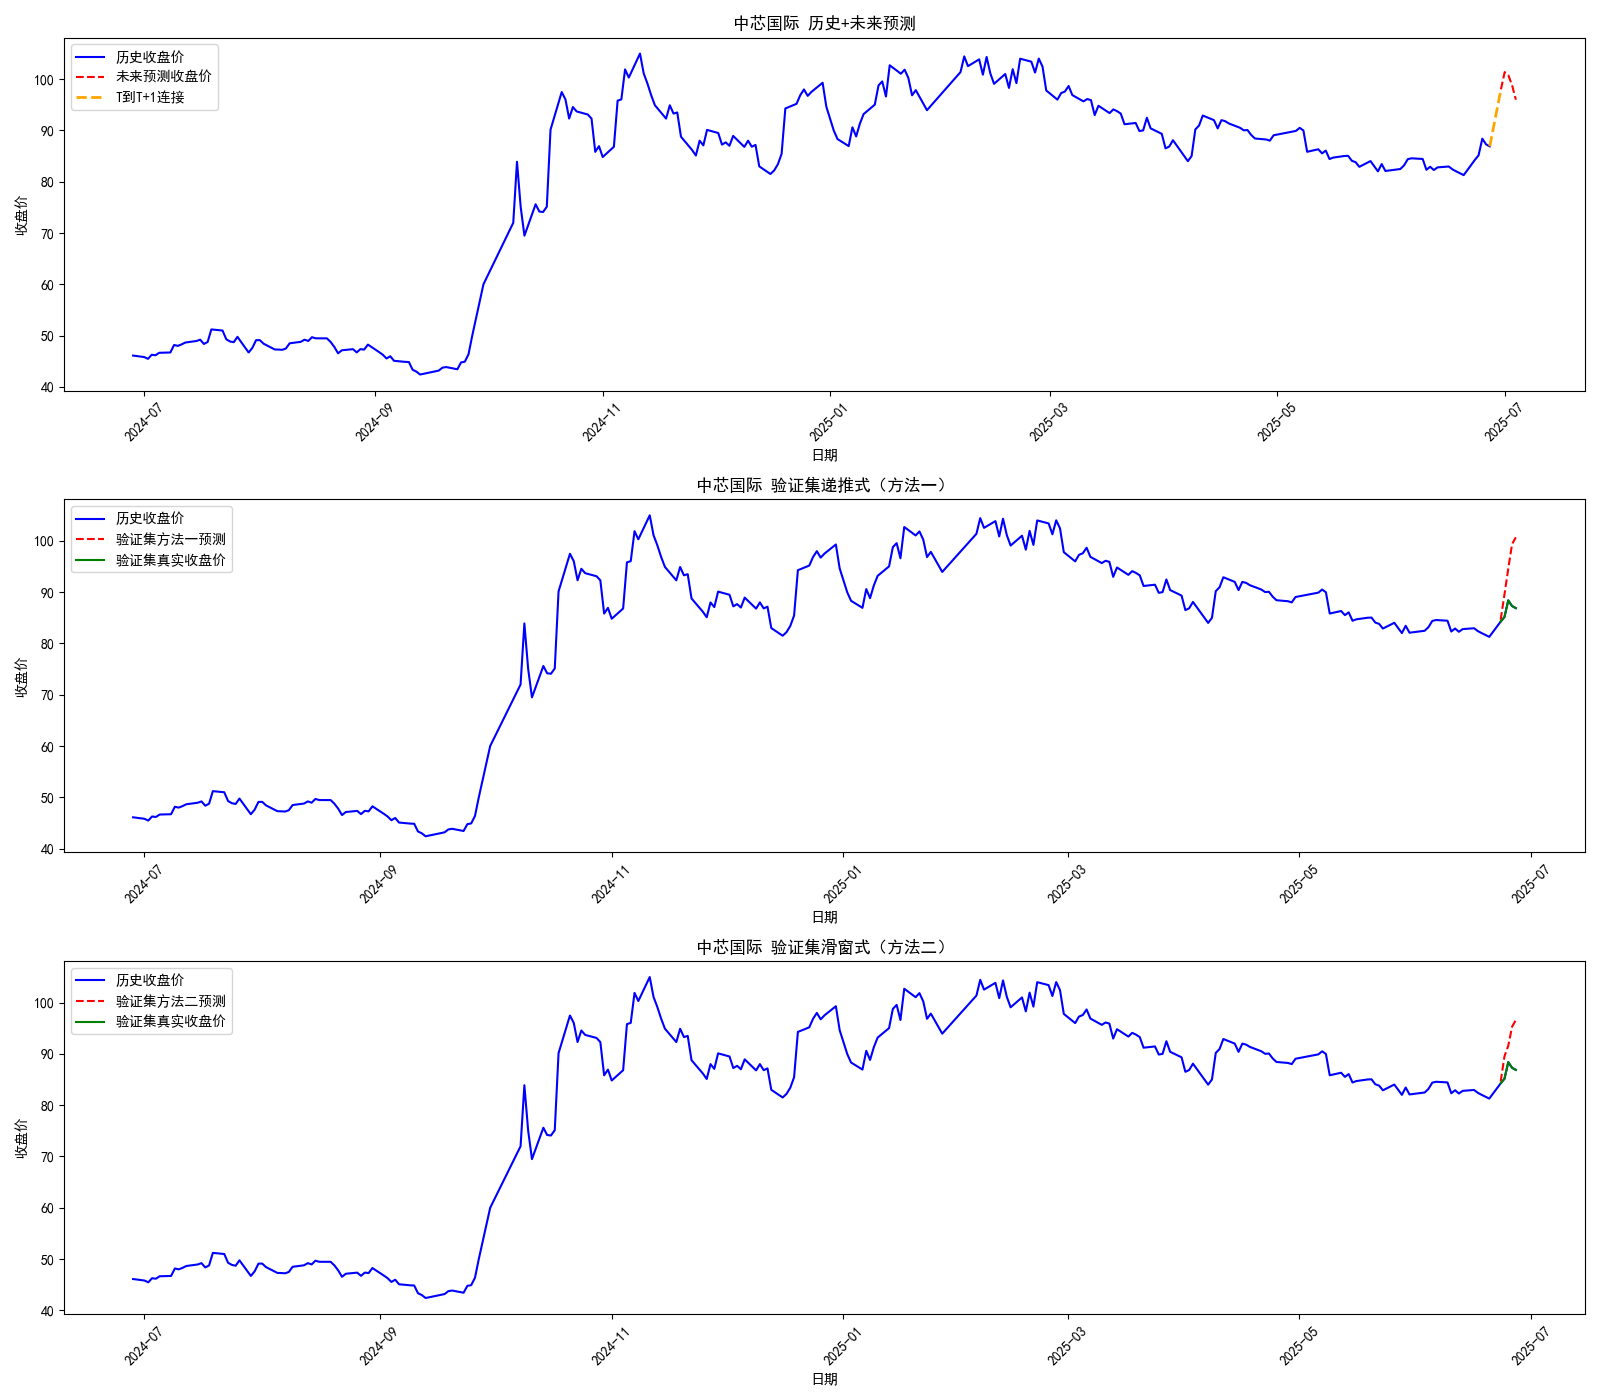 中芯国际 历史+未来预测
历史收盘价
未来预测收盘价
T到T+1连接
收盘价
100
90
80
70
60
50
40
2024-07
2024-09
2024-11
2025-01
2025-03
2025-05
2025-07
日期
中芯国际 验证集递推式（方法一）
历史收盘价
验证集方法一预测
验证集真实收盘价
收盘价
100
90
80
70
60
50
40
2024-07
2024-09
2024-11
2025-01
2025-03
2025-05
2025-07
日期
中芯国际 验证集滑窗式（方法二）
历史收盘价
验证集方法二预测
验证集真实收盘价
收盘价
100
90
80
70
60
50
40
2024-07
2024-09
2024-11
2025-01
2025-03
2025-05
2025-07
日期